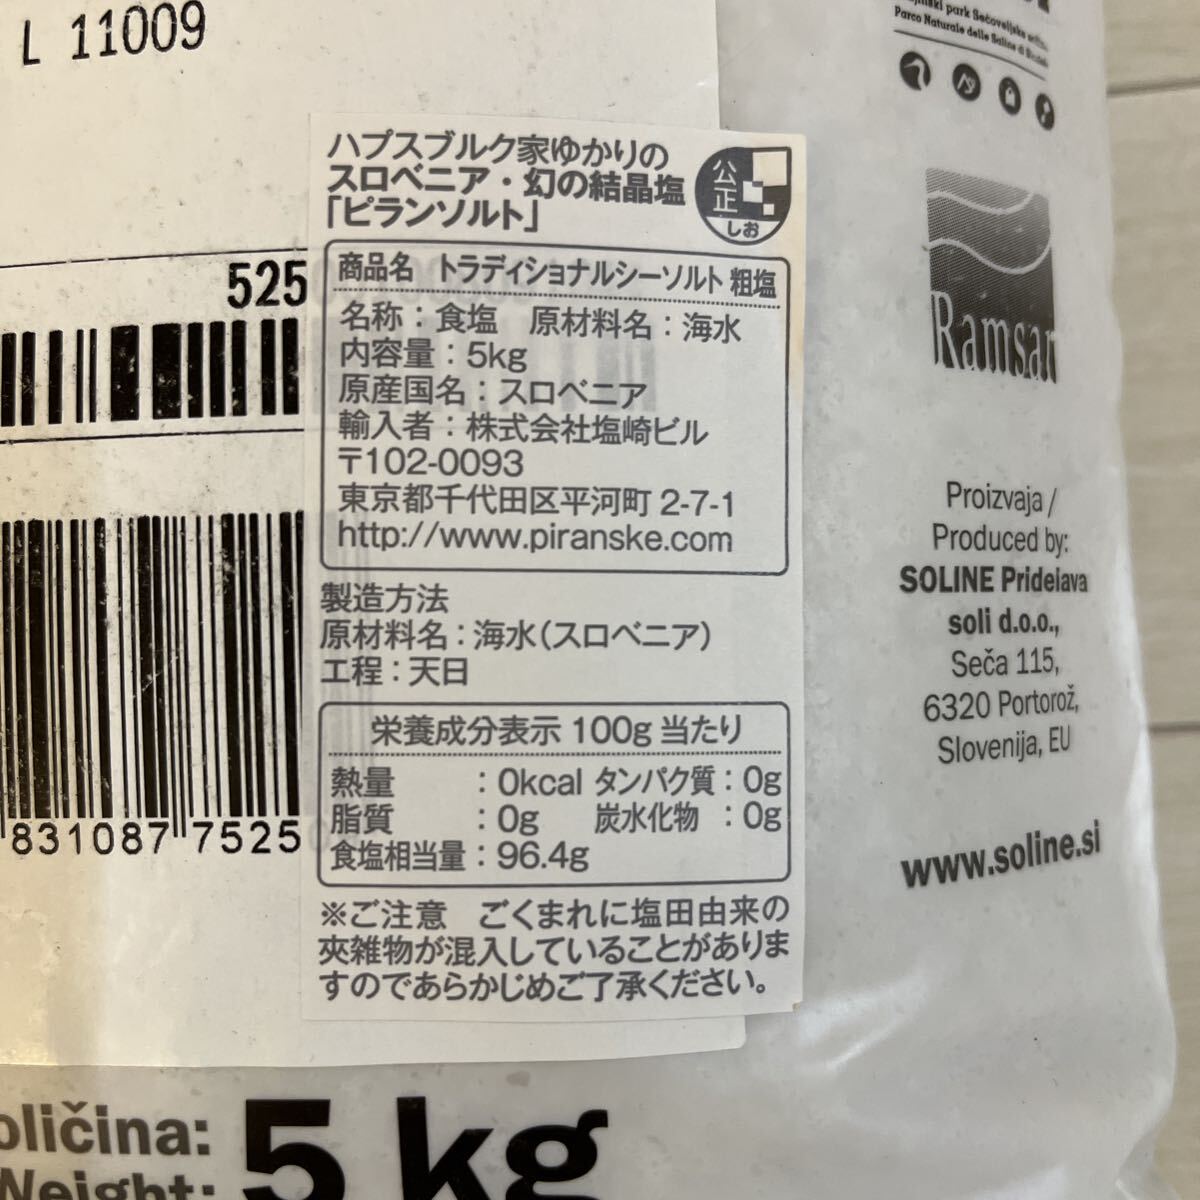 L 11009
Parco Naturale delle Saline di
ハプスブルク家ゆかりの
スロベニア・幻の結晶塩
「ピランソルト」
公正
しお
525
商品名 トラディショナルシーソルト 粗塩
名称：食塩 原材料名：海水
内容量：5kg
原産国名：スロベニア
輸入者：株式会社塩崎ビル
〒102-0093
東京都千代田区平河町 2-7-1
http://www.piranske.com
製造方法
原材料名：海水（スロベニア）
工程：天日
栄養成分表示 100g 当たり
熱量 ：0kcal タンパク質：0g
脂質 ：0g 炭水化物 ：0g
食塩相当量：96.4g
※ご注意 ごくまれに塩田由来の
夾雑物が混入していることがありま
すのであらかじめご了承ください。
831087 7525
Ramsar
Proizvaja /
Produced by:
SOLINE Pridelava
soli d.o.o.,
Seča 115,
6320 Portorož,
Slovenija, EU
www.soline.si
oličina:
Weight:
5 kg